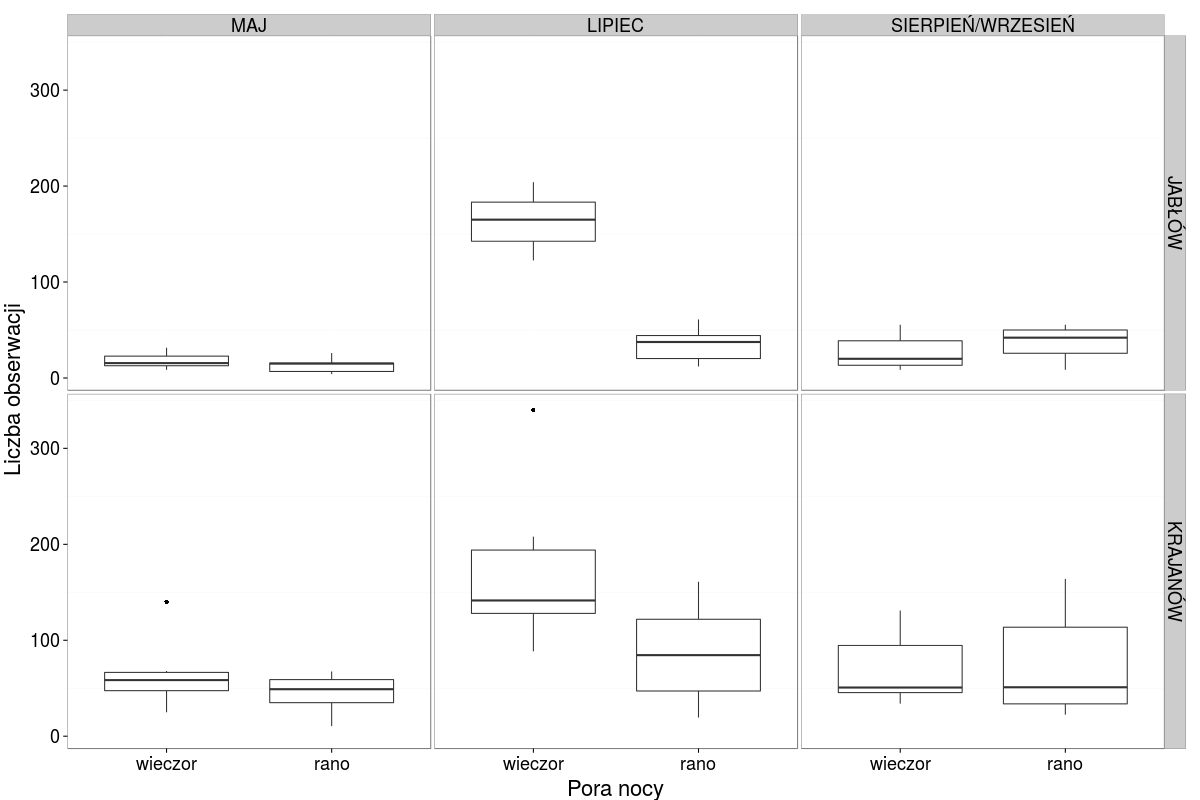 MAJ LIPIEC SIERPIEŃ/WRZESIEŃ
300
200
100
0
JABŁÓW
300
200
100
0
KRAJANÓW
Liczba obserwacji
wieczor rano wieczor rano wieczor rano
Pora nocy